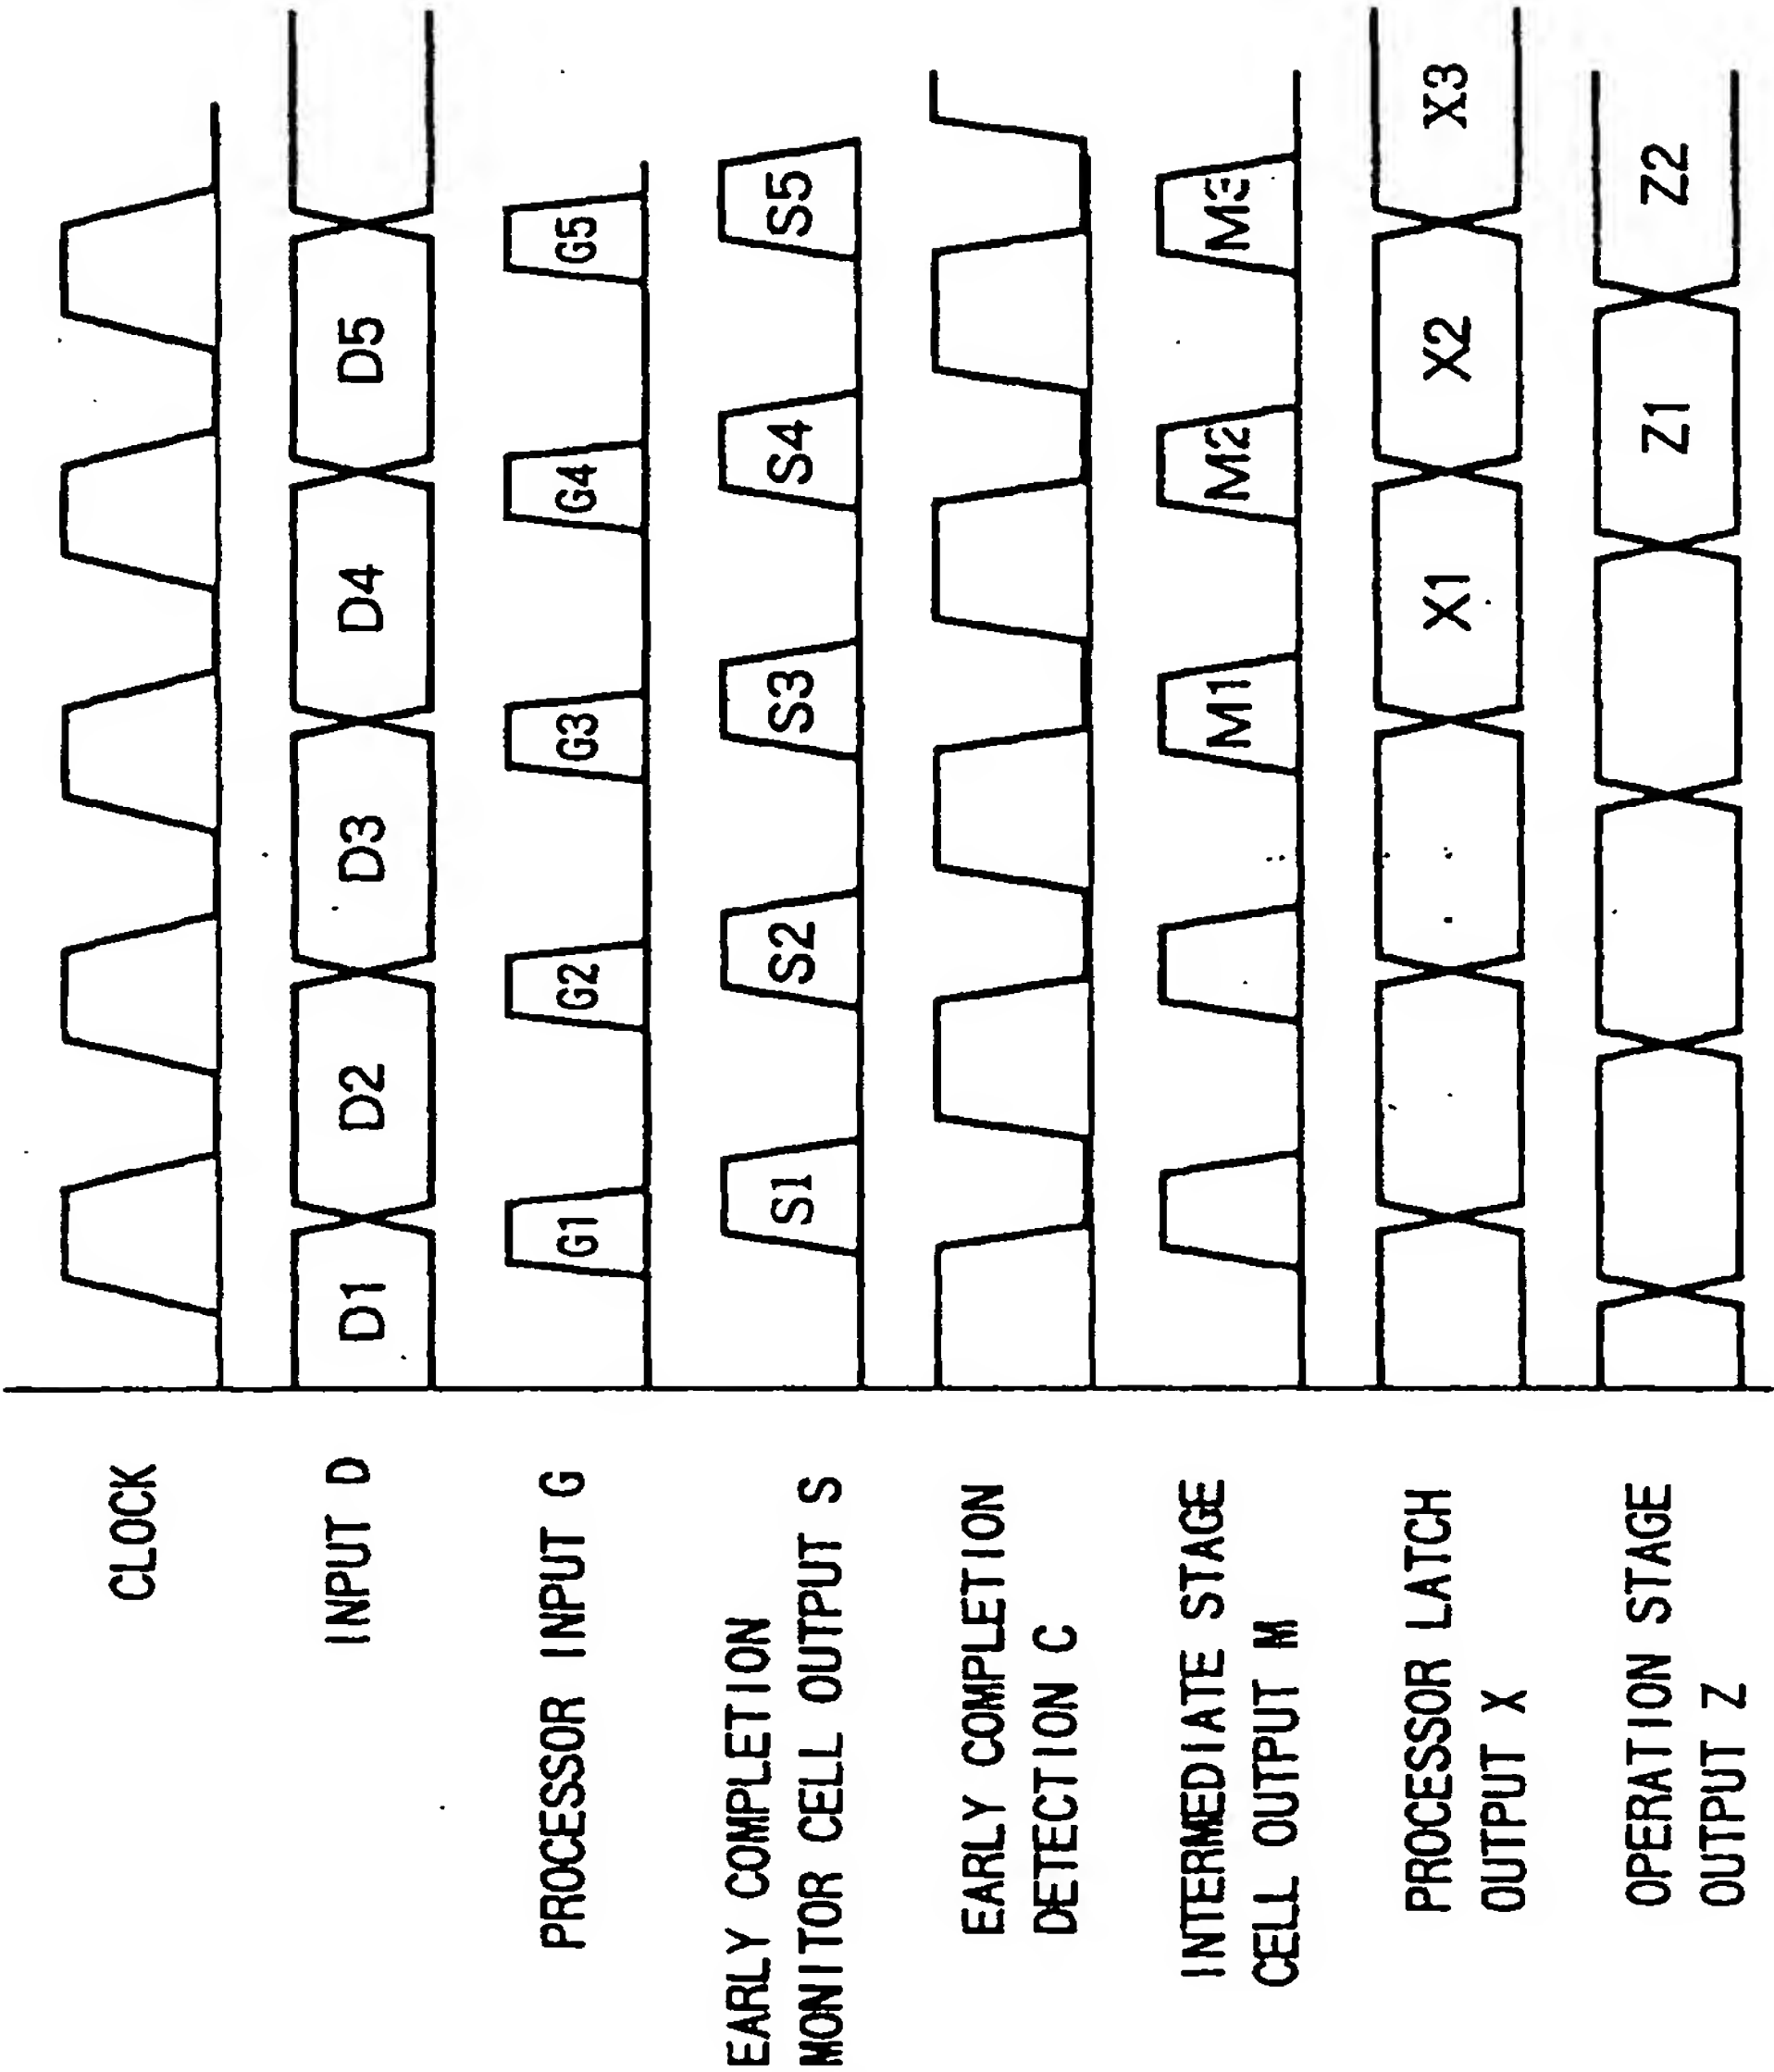 CLOCK
INPUT D
D1 D2 D3 D4 D5
PROCESSOR INPUT G
G1 G2 G3 G4 G5
EARLY COMPLETION
MONITOR CELL OUTPUT S
S1 S2 S3 S4 S5
EARLY COMPLETION
DETECTION C
INTERMEDIATE STAGE
CELL OUTPUT M
M1 M2 M3
PROCESSOR LATCH
OUTPUT X
X1 X2 X3
OPERATION STAGE
OUTPUT Z
Z1 Z2